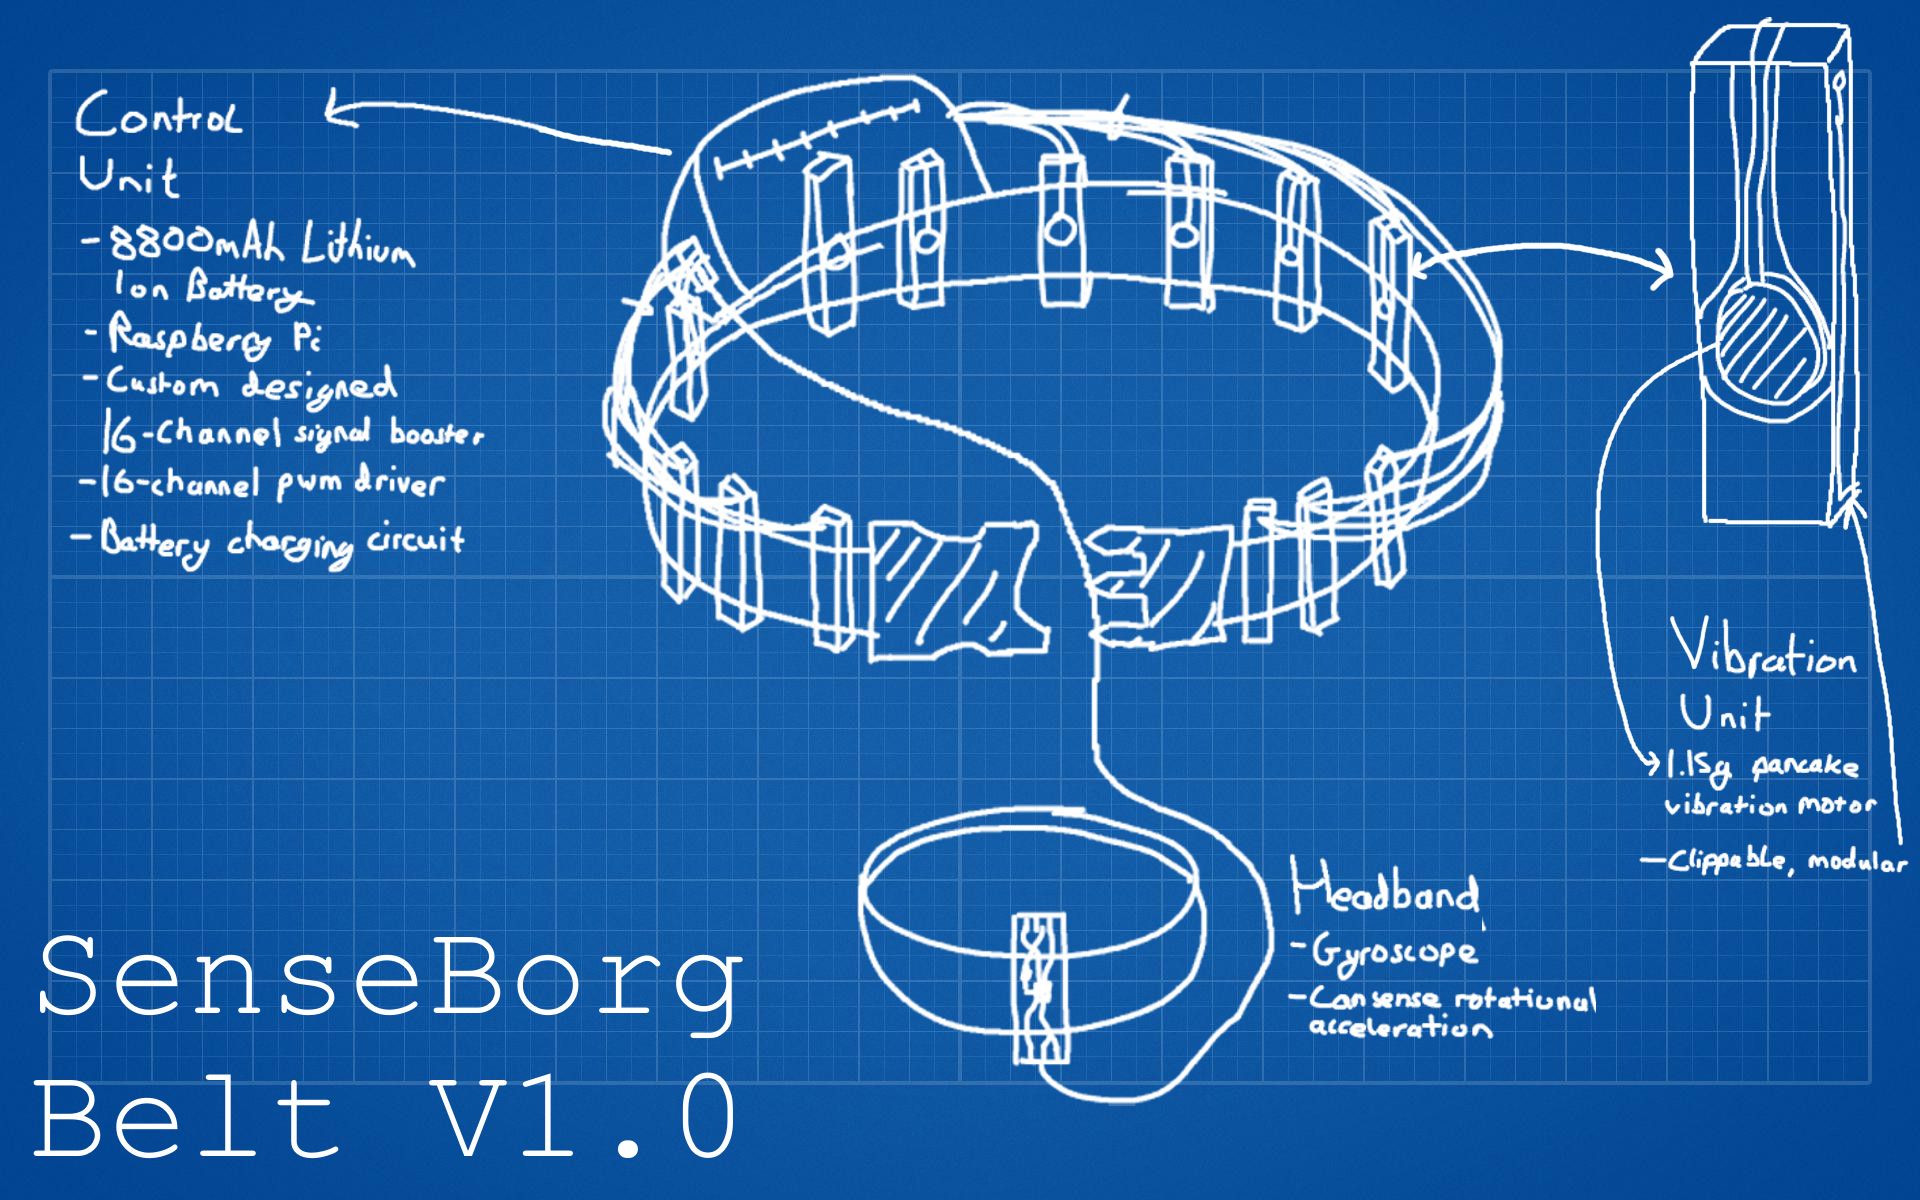 Control
Unit
- 8800mAh Lithium
Ion Battery
- Raspberry Pi
- Custom designed
16-Channel signal booster
- 16-channel pwm driver
- Battery charging circuit
Vibration
Unit
1.15g pancake
vibration motor
- Clippable, modular
Headband
- Gyroscope
- Can sense rotational
acceleration
SenseBorg
Belt V1.0